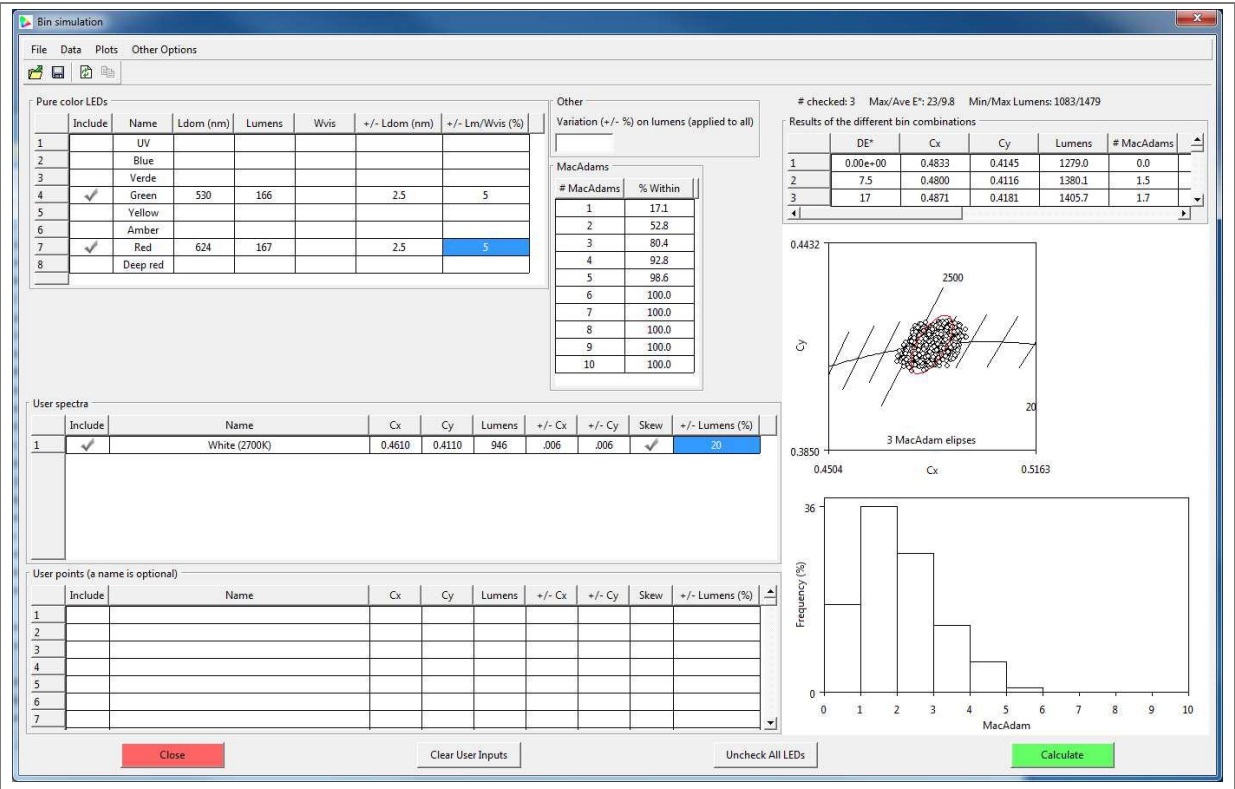 Bin simulation
File Data Plots Other Options
Pure color LEDs
Include Name Ldom (nm) Lumens Wvis +/- Ldom (nm) +/- Lm/Wvis (%)
1 UV
2 Blue
3 Verde
4 Green 530 166 2.5 5
5 Yellow
6 Amber
7 Red 624 167 2.5 5
8 Deep red
Other
Variation (+/- %) on lumens (applied to all)
MacAdams
# MacAdams % Within
1 17.1
2 52.8
3 80.4
4 92.8
5 98.6
6 100.0
7 100.0
8 100.0
9 100.0
10 100.0
# checked: 3 Max/Ave E*: 23/9.8 Min/Max Lumens: 1083/1479
Results of the different bin combinations
DE* Cx Cy Lumens # MacAdams
1 0.00e+00 0.4833 0.4145 1279.0 0.0
2 7.5 0.4800 0.4116 1380.1 1.5
3 17 0.4871 0.4181 1405.7 1.7
0.4432
2500
Cy
20
3 MacAdam elipses
0.3850
0.4504 Cx 0.5163
User spectra
Include Name Cx Cy Lumens +/- Cx +/- Cy Skew +/- Lumens (%)
1 White (2700K) 0.4610 0.4110 946 .006 .006 20
User points (a name is optional)
Include Name Cx Cy Lumens +/- Cx +/- Cy Skew +/- Lumens (%)
1
2
3
4
5
6
7
36
Frequency (%)
0
0 1 2 3 4 5 6 7 8 9 10
MacAdam
Close Clear User Inputs Uncheck All LEDs Calculate